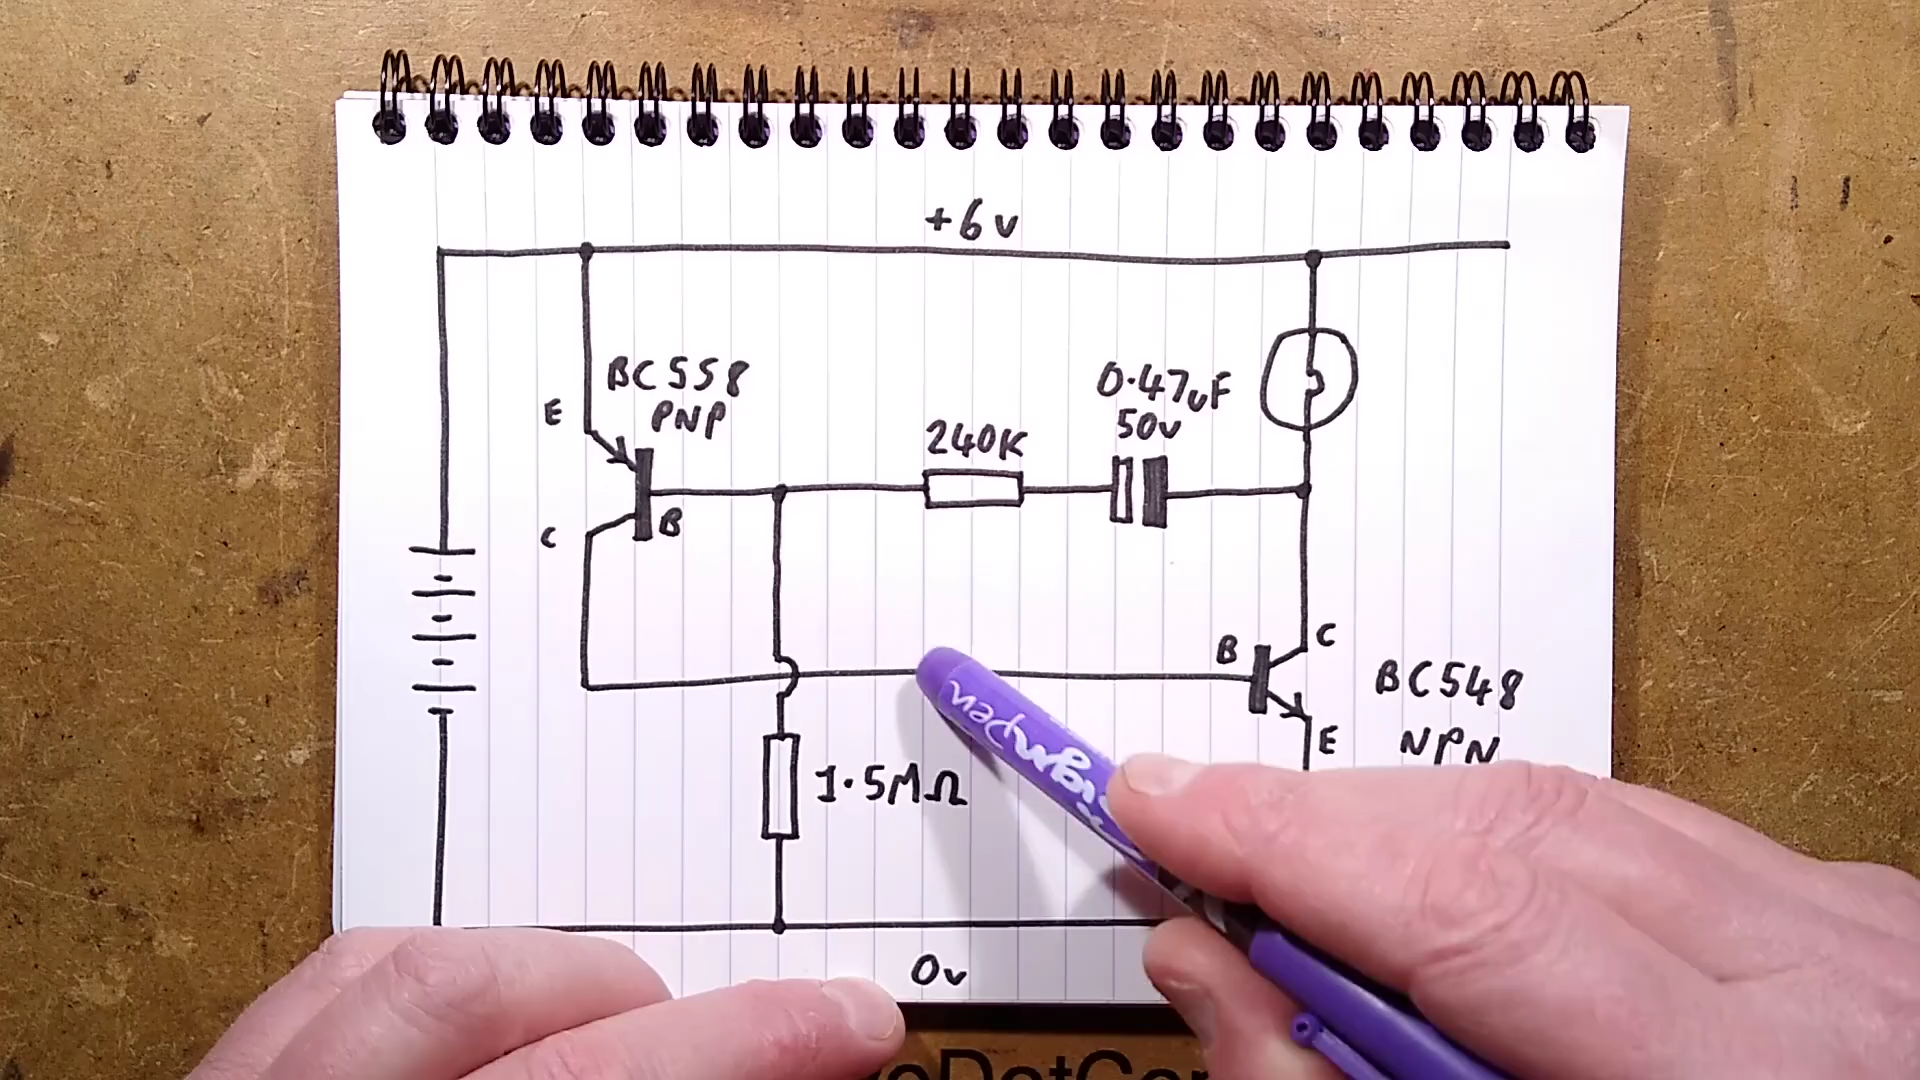 +6v
BC558
PNP
E
B
C
240K
0.47uF
50v
B
C
E
BC548
NPN
1.5MΩ
0v